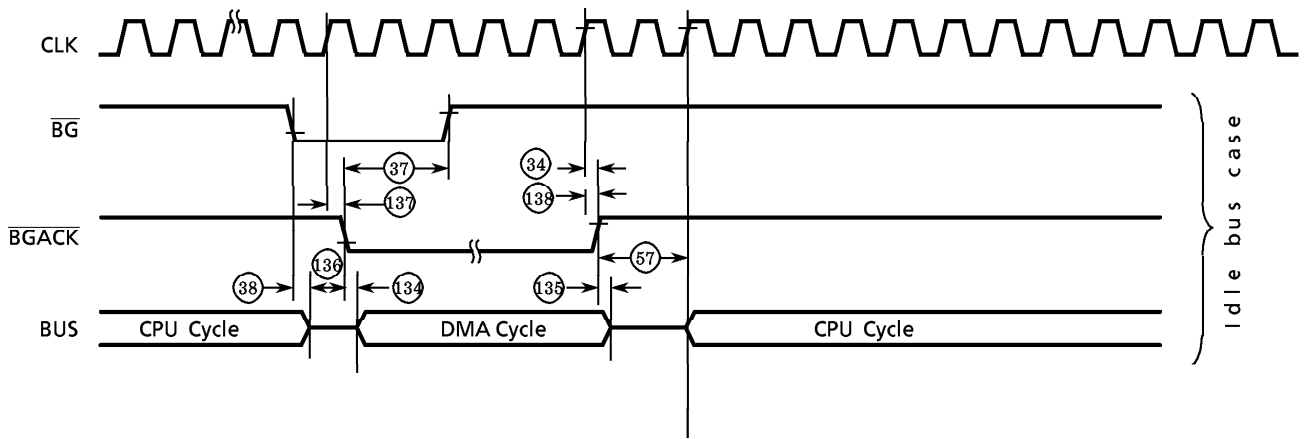 CLK
BG
37
34
137
138
BGACK
136
57
38
134
135
BUS
CPU Cycle
DMA Cycle
CPU Cycle
Idle bus case